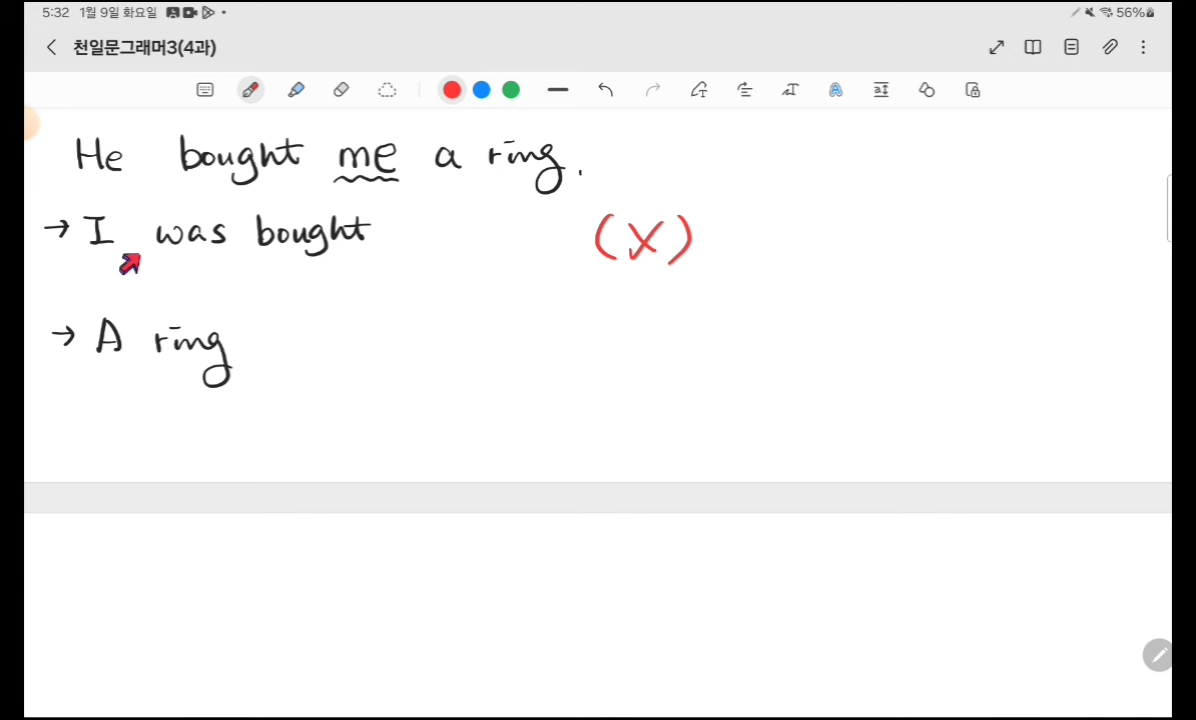 5:32 1월 9일 화요일 56%
천일문그래머3(4과)
He bought me a ring.
→ I was bought (X)
→ A ring